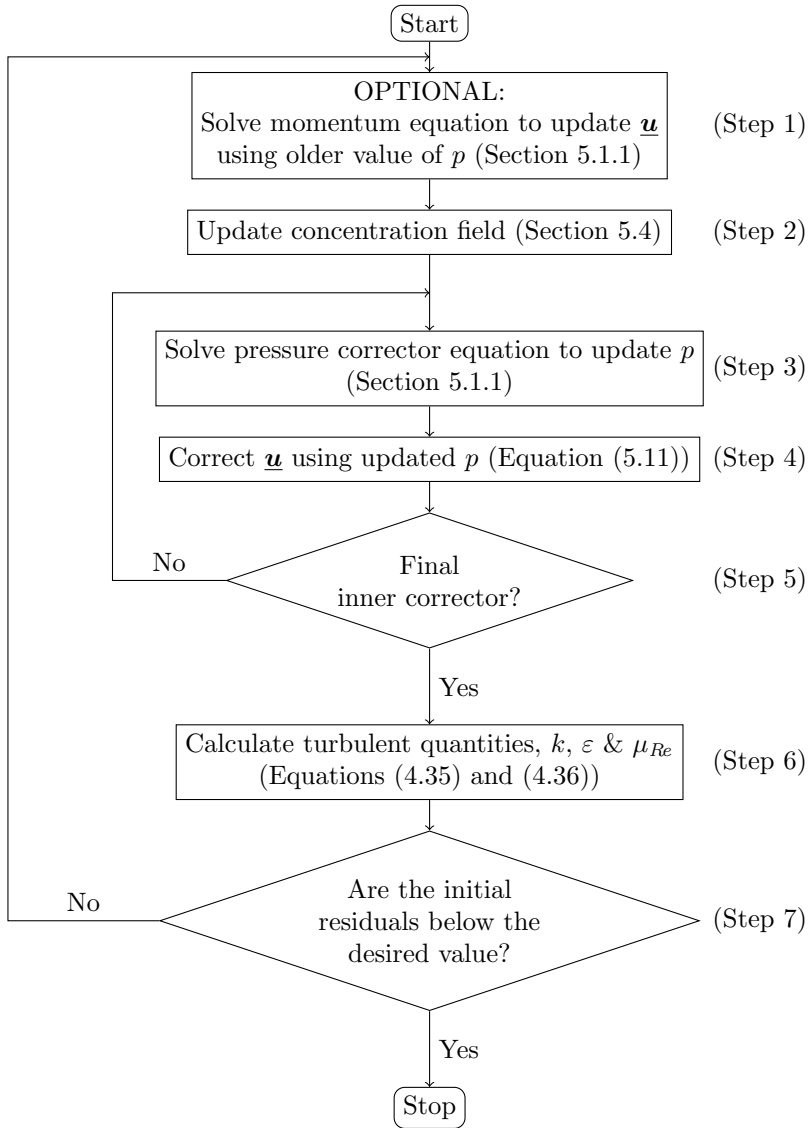 Start
OPTIONAL:
Solve momentum equation to update u
using older value of p (Section 5.1.1)
(Step 1)
Update concentration field (Section 5.4)
(Step 2)
Solve pressure corrector equation to update p
(Section 5.1.1)
(Step 3)
Correct u using updated p (Equation (5.11))
(Step 4)
No
Final
inner corrector?
(Step 5)
Yes
Calculate turbulent quantities, k, ε & μRe
(Equations (4.35) and (4.36))
(Step 6)
No
Are the initial
residuals below the
desired value?
(Step 7)
Yes
Stop